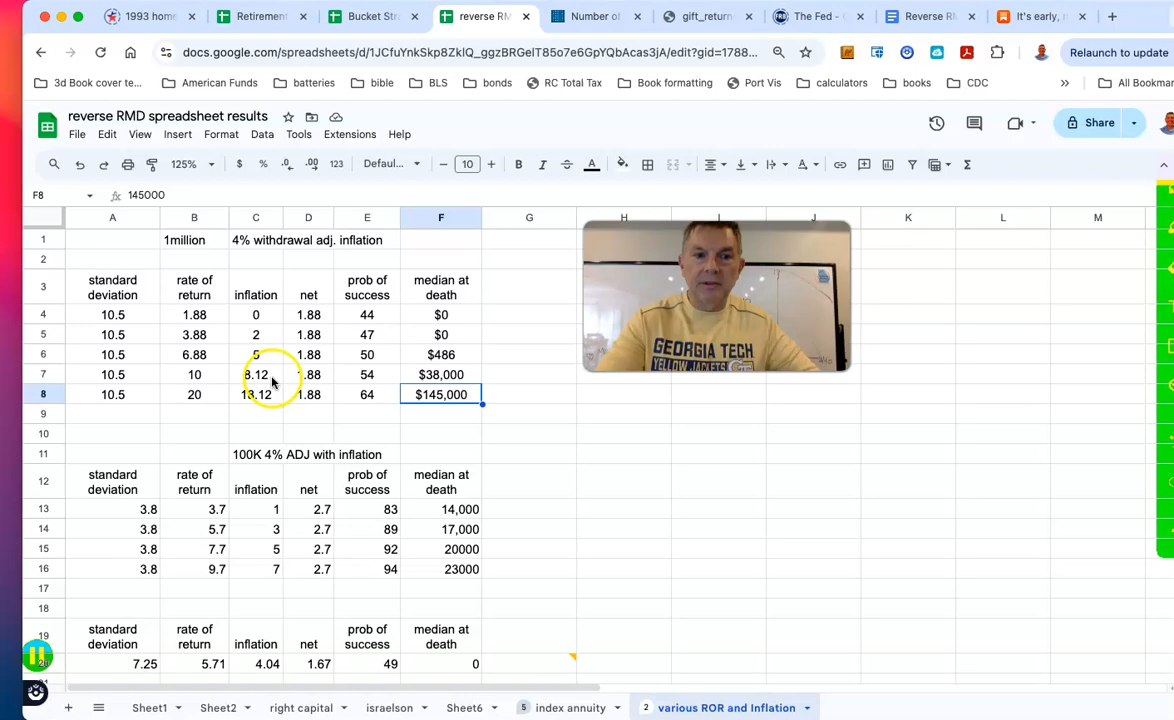 1993 home
Retirement
Bucket Stra
reverse RM
Number of
gift_return
The Fed -
Reverse RM
It's early, n
docs.google.com/spreadsheets/d/1JCfuYnkSkp8ZklQ_ggzBRGelT85o7e6GpYQbAcas3jA/edit?gid=1788...
Relaunch to update
3d Book cover te...
American Funds
batteries
bible
BLS
bonds
RC Total Tax
Book formatting
Port Vis
calculators
books
CDC
»
All Bookmar
reverse RMD spreadsheet results
File Edit View Insert Format Data Tools Extensions Help
Share
125% $ % .0 .00 123 Defaul... − 10 + B I A Σ
F8 fx 145000
A B C D E F G H I J K L M
1 1million 4% withdrawal adj. inflation
2
3 standard deviation rate of return inflation net prob of success median at death
4 10.5 1.88 0 1.88 44 $0
5 10.5 3.88 2 1.88 47 $0
6 10.5 6.88 5 1.88 50 $486
7 10.5 10 8.12 1.88 54 $38,000
8 10.5 20 18.12 1.88 64 $145,000
9
10
11 100K 4% ADJ with inflation
12 standard deviation rate of return inflation net prob of success median at death
13 3.8 3.7 1 2.7 83 14,000
14 3.8 5.7 3 2.7 89 17,000
15 3.8 7.7 5 2.7 92 20000
16 3.8 9.7 7 2.7 94 23000
17
18
19 standard deviation rate of return inflation net prob of success median at death
20 7.25 5.71 4.04 1.67 49 0
GEORGIA TECH
YELLOW JACKETS
+ Sheet1 Sheet2 right capital israelson Sheet6 5 index annuity 2 various ROR and Inflation